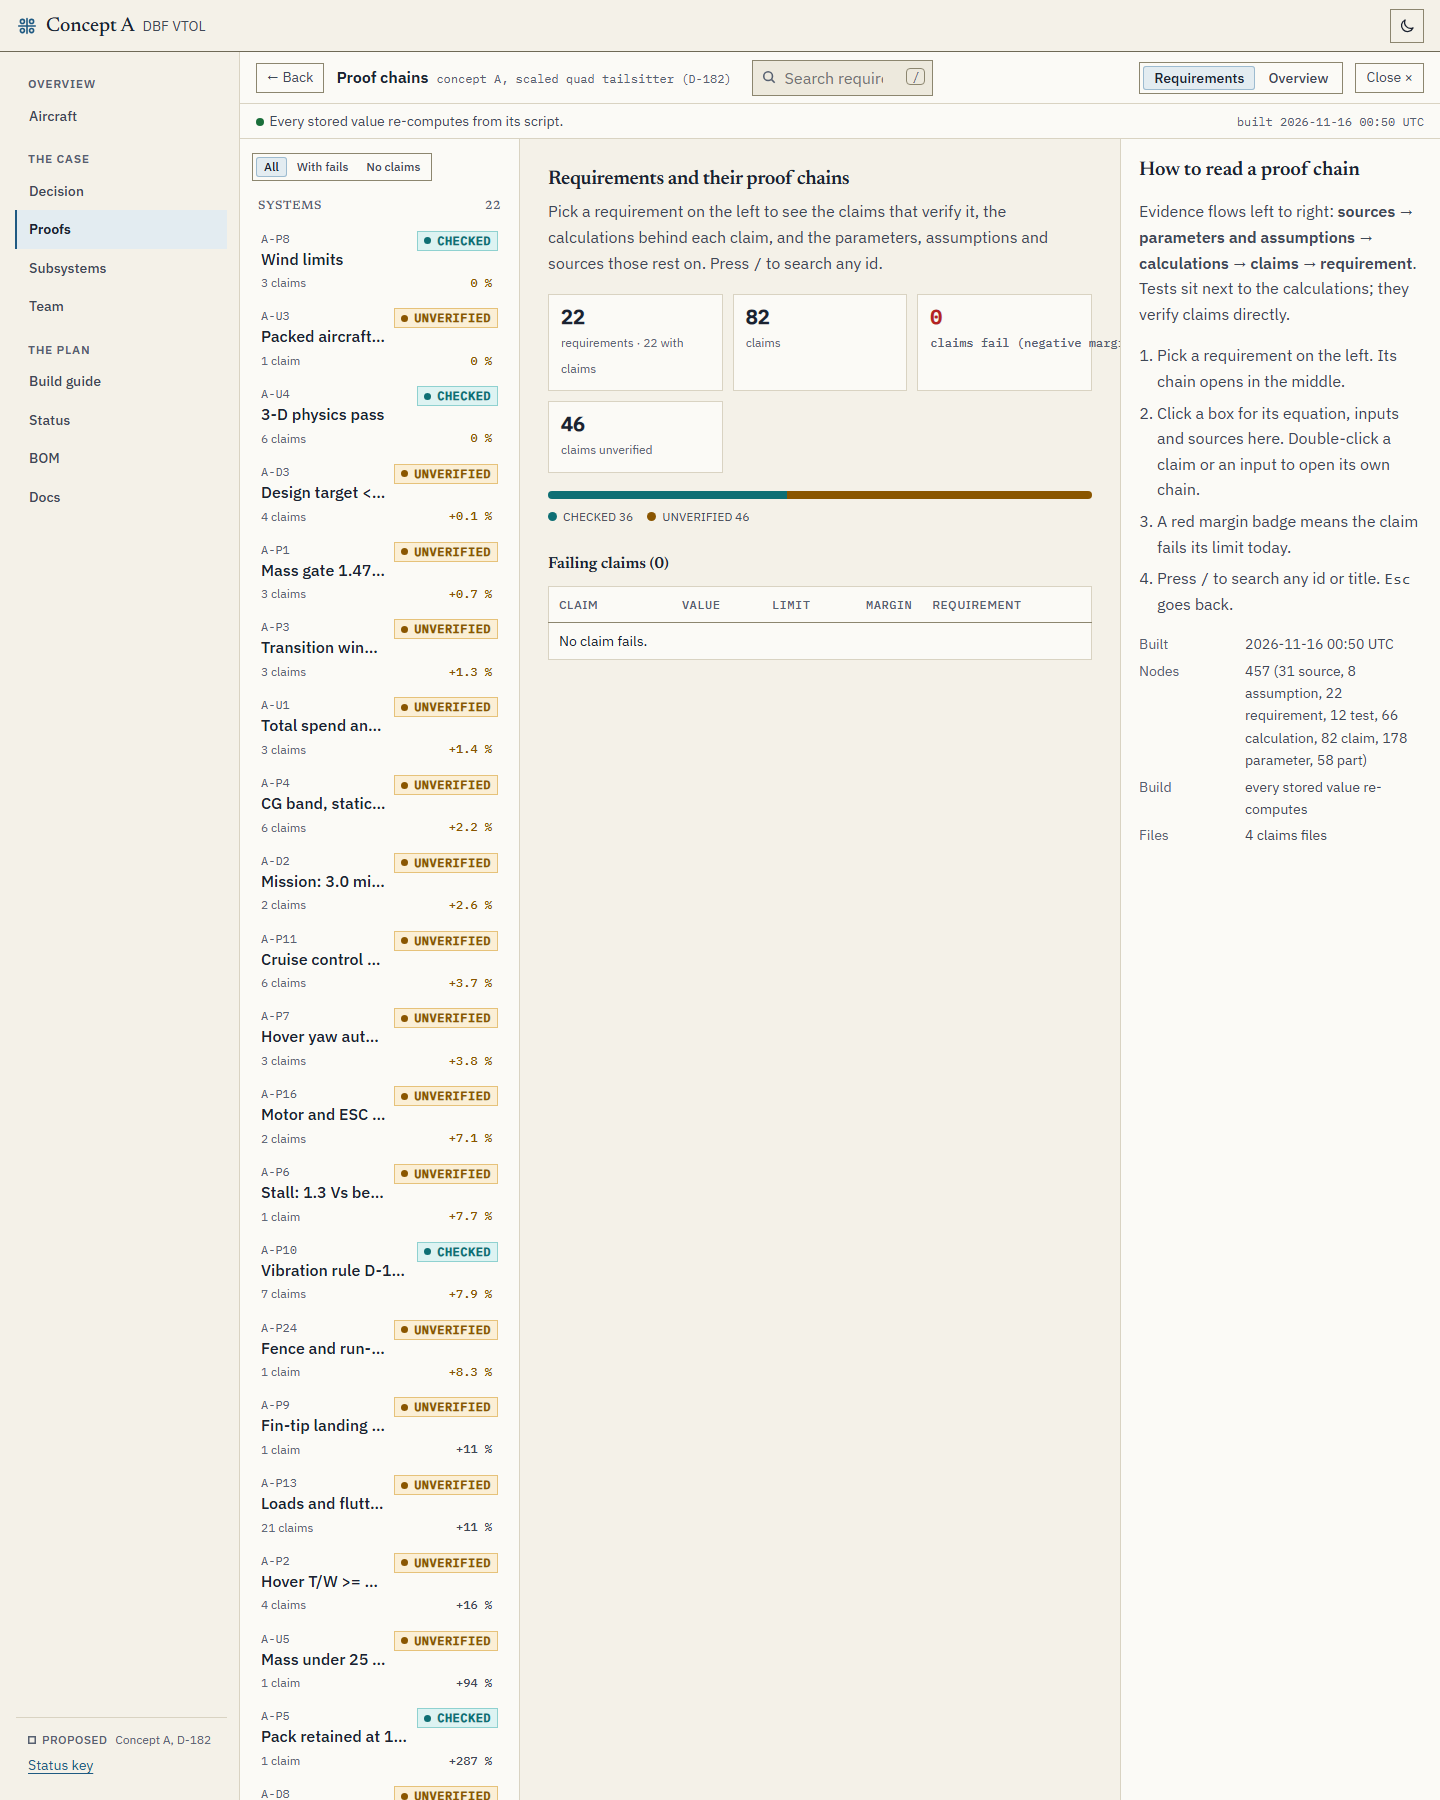 Concept A DBF VTOL
OVERVIEW
Aircraft
THE CASE
Decision
Proofs
Subsystems
Team
THE PLAN
Build guide
Status
BOM
Docs
PROPOSED Concept A, D-182
Status key
← Back Proof chains concept A, scaled quad tailsitter (D-182) Search requir / Requirements Overview Close ×
Every stored value re-computes from its script. built 2026-11-16 00:50 UTC
All With fails No claims
SYSTEMS 22
A-P8 CHECKED
Wind limits
3 claims 0 %
A-U3 UNVERIFIED
Packed aircraft...
1 claim 0 %
A-U4 CHECKED
3-D physics pass
6 claims 0 %
A-D3 UNVERIFIED
Design target <...
4 claims +0.1 %
A-P1 UNVERIFIED
Mass gate 1.47...
3 claims +0.7 %
A-P3 UNVERIFIED
Transition win...
3 claims +1.3 %
A-U1 UNVERIFIED
Total spend an...
3 claims +1.4 %
A-P4 UNVERIFIED
CG band, static...
6 claims +2.2 %
A-D2 UNVERIFIED
Mission: 3.0 mi...
2 claims +2.6 %
A-P11 UNVERIFIED
Cruise control ...
6 claims +3.7 %
A-P7 UNVERIFIED
Hover yaw aut...
3 claims +3.8 %
A-P16 UNVERIFIED
Motor and ESC ...
2 claims +7.1 %
A-P6 UNVERIFIED
Stall: 1.3 Vs be...
1 claim +7.7 %
A-P10 CHECKED
Vibration rule D-1...
7 claims +7.9 %
A-P24 UNVERIFIED
Fence and run-...
1 claim +8.3 %
A-P9 UNVERIFIED
Fin-tip landing ...
1 claim +11 %
A-P13 UNVERIFIED
Loads and flutt...
21 claims +11 %
A-P2 UNVERIFIED
Hover T/W >= ...
4 claims +16 %
A-U5 UNVERIFIED
Mass under 25 ...
1 claim +94 %
A-P5 CHECKED
Pack retained at 1...
1 claim +287 %
A-D8 UNVERIFIED
Requirements and their proof chains
Pick a requirement on the left to see the claims that verify it, the
calculations behind each claim, and the parameters, assumptions and
sources those rest on. Press / to search any id.
22
requirements · 22 with
claims
82
claims
0
claims fail (negative marg
46
claims unverified
CHECKED 36 UNVERIFIED 46
Failing claims (0)
CLAIM VALUE LIMIT MARGIN REQUIREMENT
No claim fails.
How to read a proof chain
Evidence flows left to right: sources →
parameters and assumptions →
calculations → claims → requirement.
Tests sit next to the calculations; they
verify claims directly.
1. Pick a requirement on the left. Its
chain opens in the middle.
2. Click a box for its equation, inputs
and sources here. Double-click a
claim or an input to open its own
chain.
3. A red margin badge means the claim
fails its limit today.
4. Press / to search any id or title. Esc
goes back.
Built 2026-11-16 00:50 UTC
Nodes 457 (31 source, 8
assumption, 22
requirement, 12 test, 66
calculation, 82 claim, 178
parameter, 58 part)
Build every stored value re-
computes
Files 4 claims files